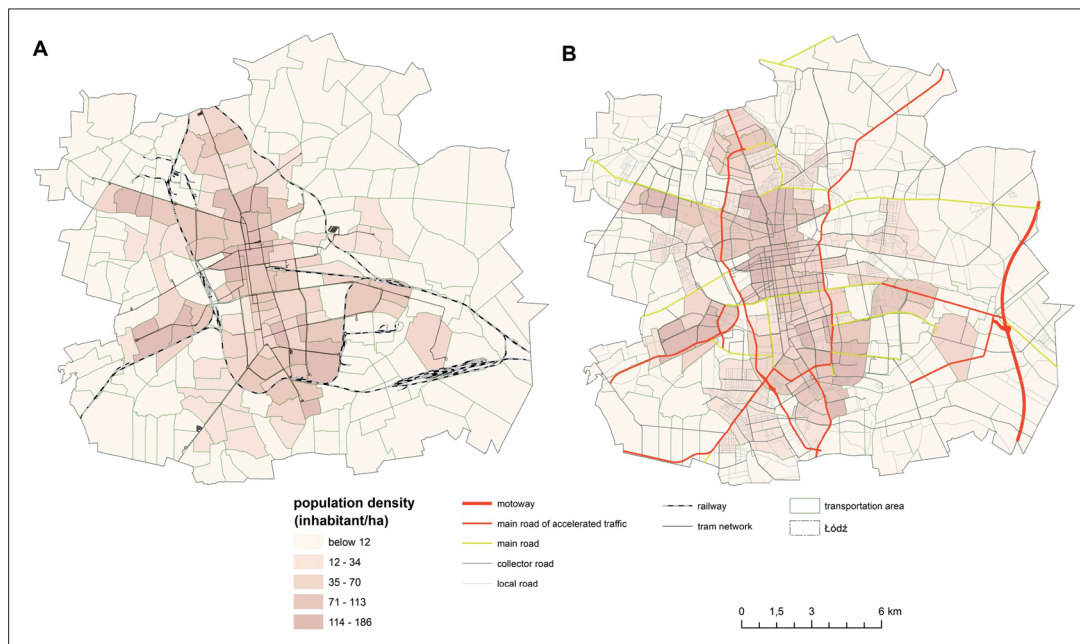 A
B
population density
(inhabitant/ha)
below 12
12 - 34
35 - 70
71 - 113
114 - 186
motoway
main road of accelerated traffic
main road
collector road
local road
railway
tram network
transportation area
Łódź
0 1,5 3 6 km